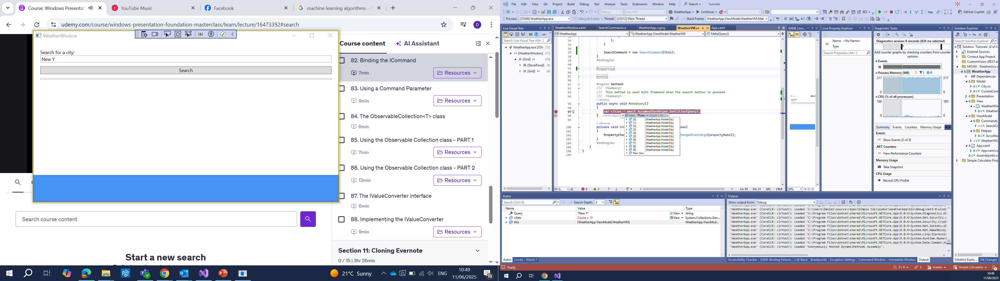 Course: Windows Presentati
YouTube Music
Facebook
machine learning algorithms -
udemy.com/course/windows-presentation-foundation-masterclass/learn/lecture/16473392#search
WeatherWindow
Search for a city:
New Y
Search
Course content
AI Assistant
82. Binding the ICommand
7min
Resources
83. Using a Command Parameter
9min
Resources
84. The ObservableCollection<T> class
6min
85. Using the Observable Collection class - PART 1
7min
Resources
86. Using the Observable Collection class - PART 2
13min
Resources
87. The IValueConverter interface
6min
88. Implementing the IValueConverter
9min
Resources
Section 11: Cloning Evernote
0 / 15 | 3hr 26min
Search course content
Start a new search
21°C Sunny
ENG
10:49
11/06/2025
18
File Edit View Git Project Build Debug Test Analyze Tools Extensions Window Help
Search
Tutorials
Debug
Any CPU
WeatherApp
Continue
Hex
GitHub Copilot
Process: [35540] WeatherApp.exe
Lifecycle Events
Thread: [20312] Main Thread
Stack Frame: WeatherApp.ViewModel.WeatherVM.Mak
Live Visual Tree
Search Live Visual Tree (Alt+')
WeatherApp.exe [355 (12)
[WeatherWindow] (11)
[Grid] (10)
[StackPanel] (4)
[Grid] (4)
WeatherWindow.xaml
SearchCommand.cs
WeatherApp.csproj
WeatherVM.cs
App.xaml
WeatherApp
WeatherApp.ViewModel.WeatherVM
MakeQuery()
34 };
35 }
36
37 SearchCommand = new SearchCommand(this);
38 }
39 #endregion
40
41 Properties
86
87 events
90
91 #region methods
92 /// <Summary>
93 /// This method is used with ICommand when the search button is pressed.
94 /// <Summary>
1 reference
95 public async void MakeQuery()
96 {
97 var cities = await AccuWeatherHelper.GetCities(Query);
98 } ≤ 824ms elapsed
cities View Count = 10
[0] {WeatherApp.Model.City}
[1] {WeatherApp.Model.City}
[2] {WeatherApp.Model.City}
[3] {WeatherApp.Model.City}
[4] {WeatherApp.Model.City}
[5] {WeatherApp.Model.City}
[6] {WeatherApp.Model.City}
[7] {WeatherApp.Model.City}
[8] {WeatherApp.Model.City}
[9] {WeatherApp.Model.City}
Raw View
99
3 references
100 private void OnP
101 {
102 PropertyChan
hangedEventArgs(propertyName));
103 }
104 #endregion
105 }
106 }
107
90 %
0
3
Ln: 97 Ch: 21 SPC CRLF
XAML Live...
20%
Live Property Explorer
Name <No Name>
Type
Search Properties (Alt+')
Diagnostic Tools
Diagnostics session: 8 seconds (826 ms selected)
Add counter graphs by checking counters from counter options
Events
Process Memory (MB)
217
217
0
0
CPU (% of all processors)
100
100
0
0
Summary Events Counters Memory Usage
Events
Show Events (2 of 3)
.NET Counters
View Performance Counters
Memory Usage
Take Snapshot
CPU Usage
Record CPU Profile
Solution Explorer
Search Solution Explorer
Solution 'Tutorials' (4 of 4
External Sources
Contact App Project
CustomVision (REST an
MVVM - WeatherAcu a
WeatherApp
Dependencies
Model
City.cs
CurrentCon
Presentation
View
WeatherWin
WeatherV
ViewModel
Commands
SearchCo
Helpers
AccuWea
WeatherVM.
App.xaml
App.xaml.cs
AssemblyInfo.cs
Simple Calculator Proj
Solution Explo...
Git Changes
Autos
Search (Ctrl+E)
Search Depth: 3
Name Value Type
Query "New Y" View string
cities Count = 10 View System.Collections.Gen...
this {WeatherApp.ViewModel.WeatherVM} WeatherApp.ViewMod...
Autos Locals Watch 1
Output
Show output from: Debug
'WeatherApp.exe' (CoreCLR: clrhost): Loaded 'C:\Users\Daniel\source\repos\Simple Calculator\WeatherApp\bin\Debug\net9.0-windo
'WeatherApp.exe' (CoreCLR: clrhost): Loaded 'C:\Program Files\dotnet\shared\Microsoft.NETCore.App\9.0.4\System.Diagnostics.Di
'WeatherApp.exe' (CoreCLR: clrhost): Loaded 'C:\Program Files\dotnet\shared\Microsoft.NETCore.App\9.0.4\System.Net.Security.d
'WeatherApp.exe' (CoreCLR: clrhost): Loaded 'C:\Program Files\dotnet\shared\Microsoft.NETCore.App\9.0.4\System.Security.Crypt
'WeatherApp.exe' (CoreCLR: clrhost): Loaded 'C:\Program Files\dotnet\shared\Microsoft.NETCore.App\9.0.4\System.Net.Sockets.dl
'WeatherApp.exe' (CoreCLR: clrhost): Loaded 'C:\Program Files\dotnet\shared\Microsoft.NETCore.App\9.0.4\System.Net.NameResolu
'WeatherApp.exe' (CoreCLR: clrhost): Loaded 'C:\Program Files\dotnet\shared\Microsoft.NETCore.App\9.0.4\System.Linq.Expressio
'WeatherApp.exe' (CoreCLR: clrhost): Loaded 'C:\Program Files\dotnet\shared\Microsoft.NETCore.App\9.0.4\System.Runtime.Numeri
'WeatherApp.exe' (CoreCLR: clrhost): Loaded 'C:\Program Files\dotnet\shared\Microsoft.NETCore.App\9.0.4\System.Data.Common.dl
'WeatherApp.exe' (CoreCLR: clrhost): Loaded 'Anonymously Hosted DynamicMethods Assembly'.
Accessibility Checker XAML Binding Failures Call Stack Breakpoints Exception Settings Command Window Immediate Window Output
Ready
0 / 0
3
master
Simple Calculator
10:49
11/06/2025